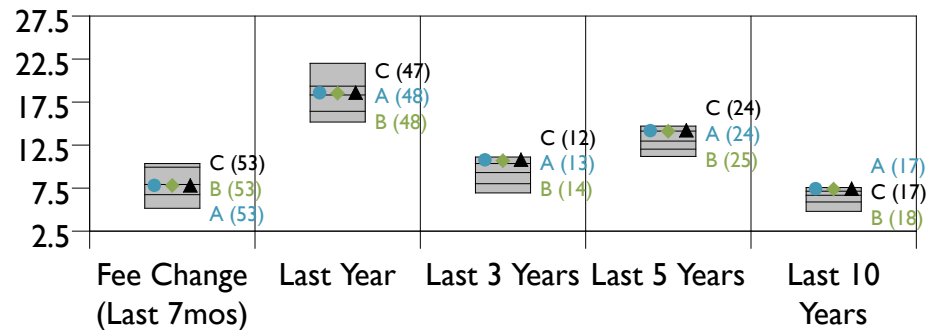 27.5
22.5
17.5
12.5
7.5
2.5
C (53)
B (53)
A (53)
C (47)
A (48)
B (48)
C (12)
A (13)
B (14)
C (24)
A (24)
B (25)
A (17)
C (17)
B (18)
Fee Change
(Last 7mos)
Last Year
Last 3 Years
Last 5 Years
Last 10
Years